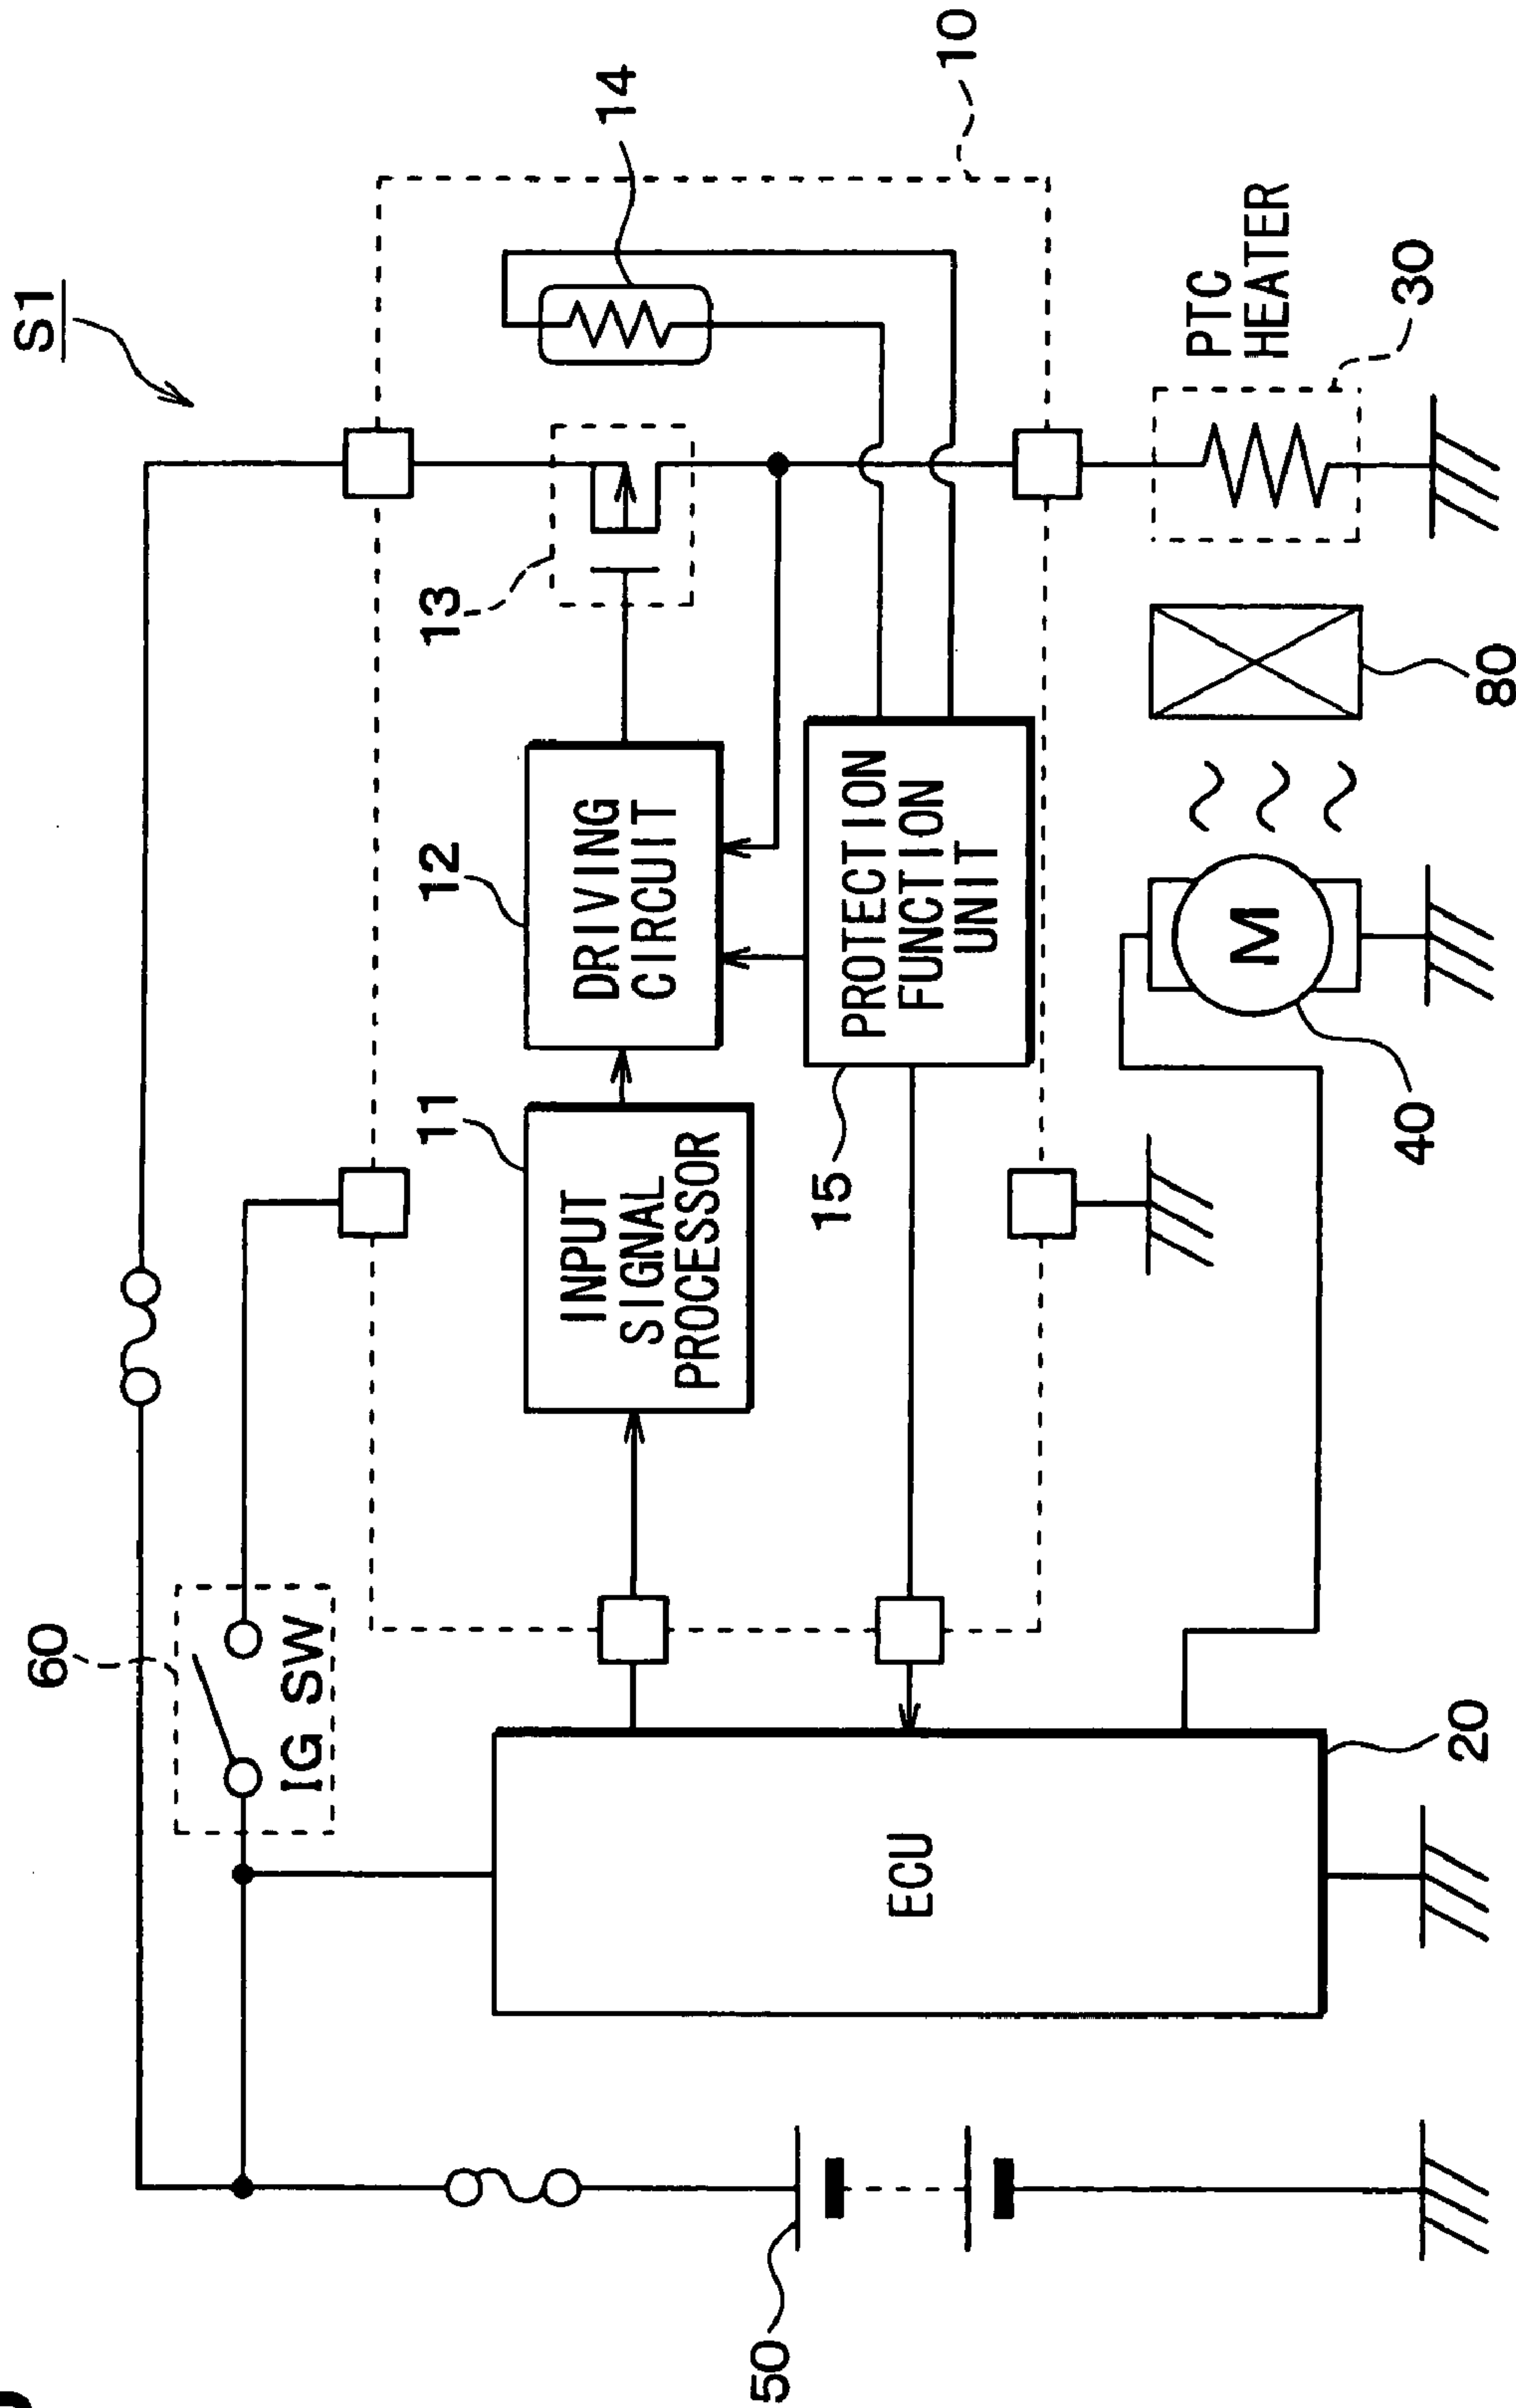 S1
60
IG SW
10
14
13
12
DRIVING
CIRCUIT
11
INPUT
SIGNAL
PROCESSOR
15
PROTECTION
FUNCTION
UNIT
ECU
20
50
M
40
80
PTC
HEATER
30